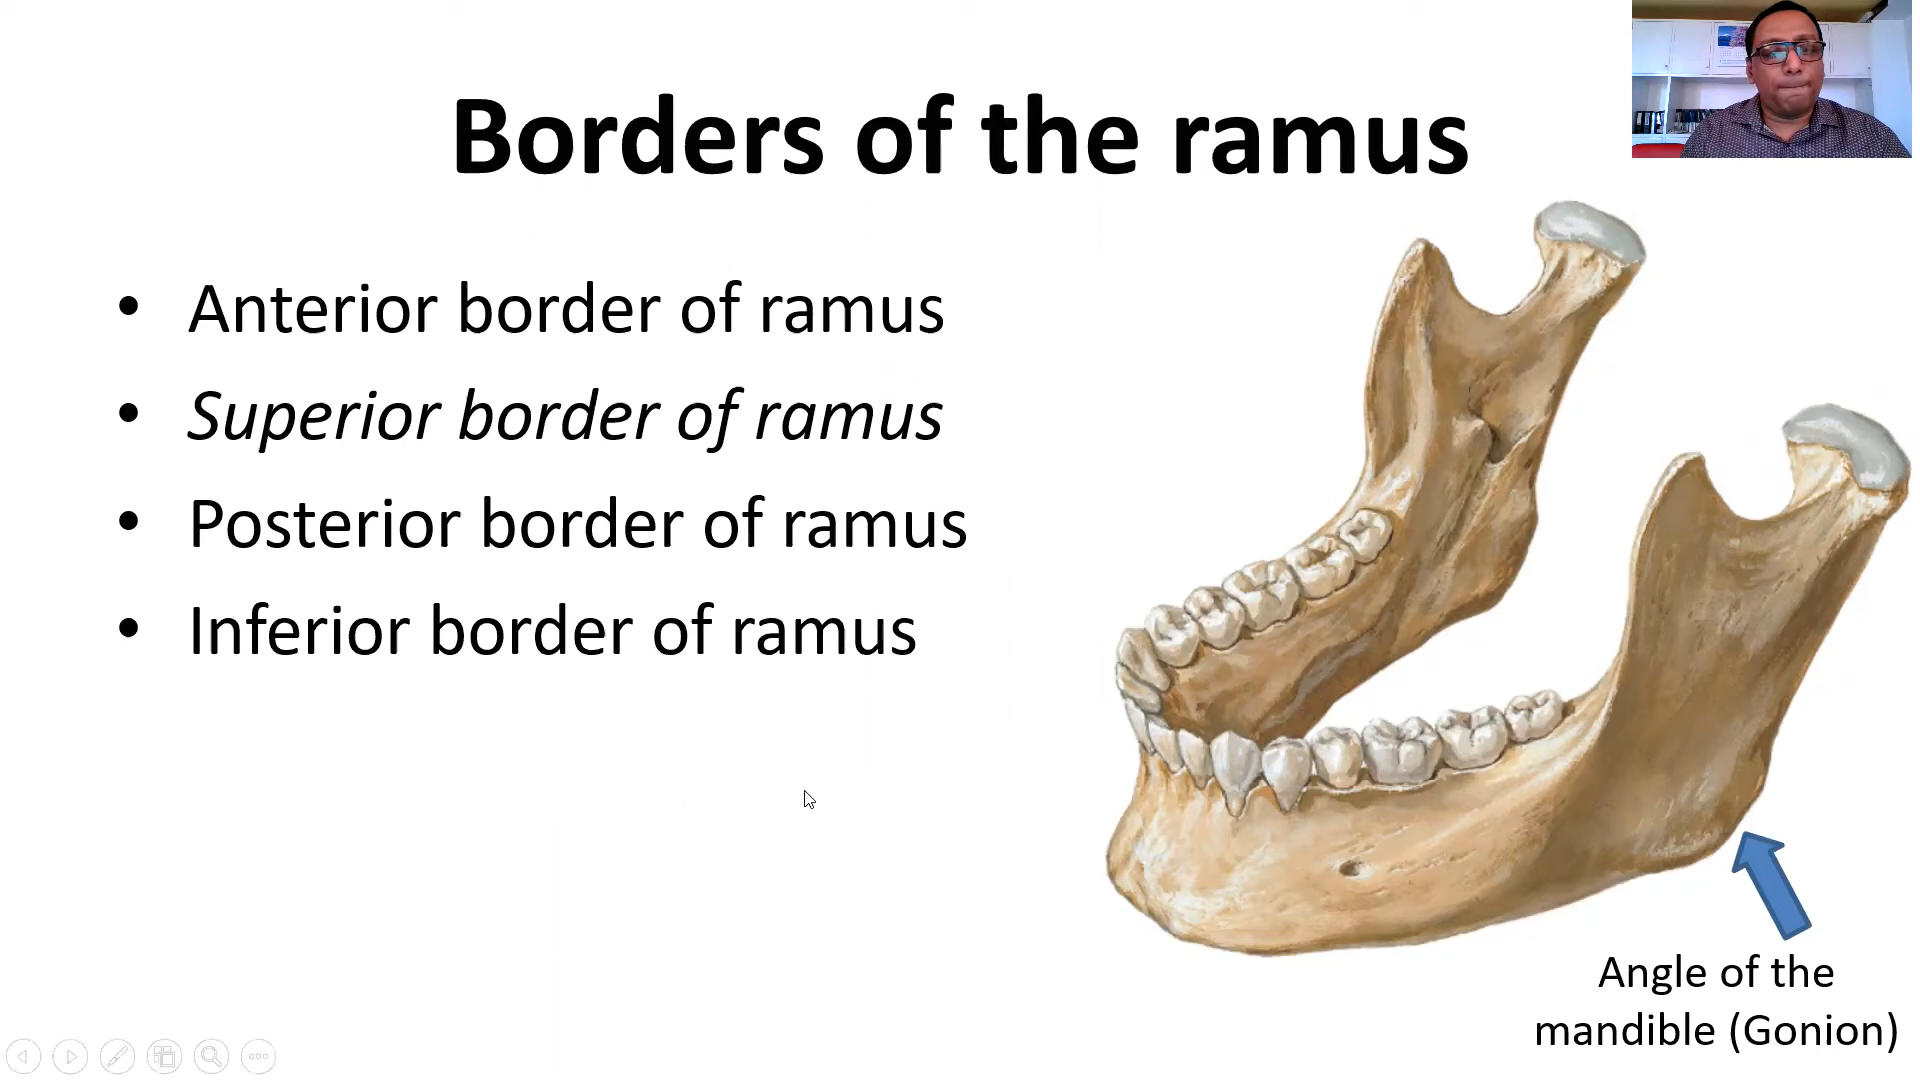 Borders of the ramus
• Anterior border of ramus
• Superior border of ramus
• Posterior border of ramus
• Inferior border of ramus
Angle of the
mandible (Gonion)